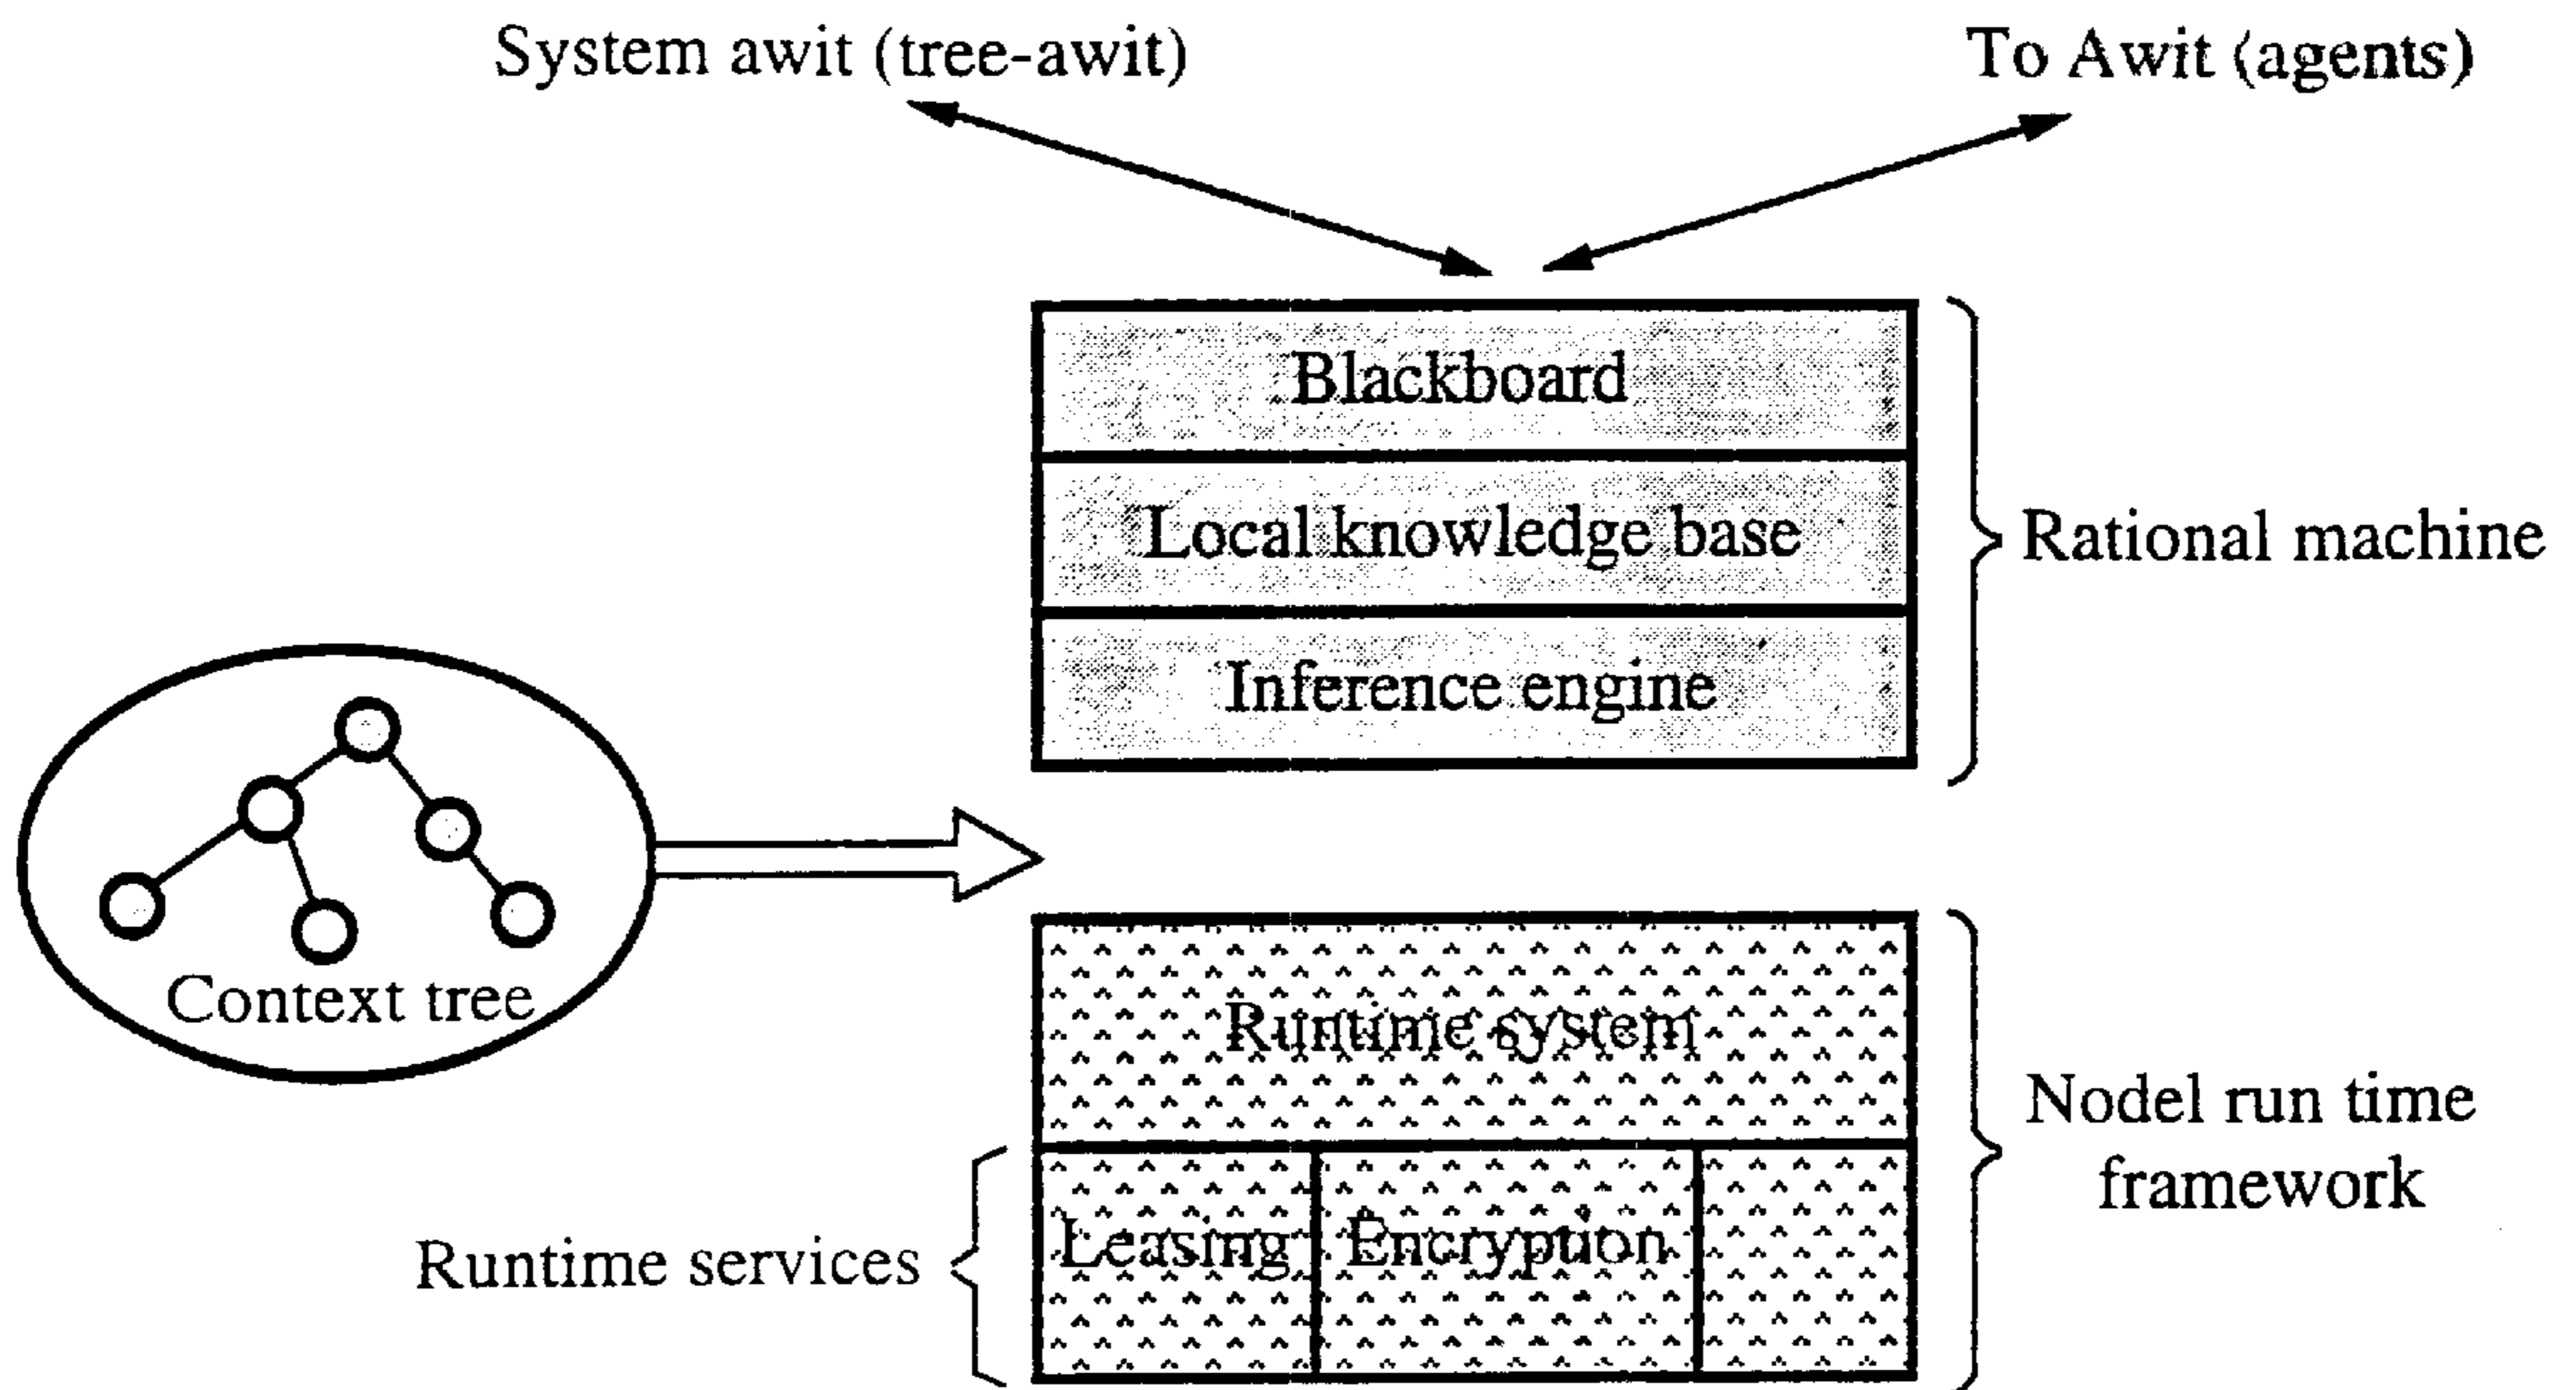 System awit (tree-awit)
To Awit (agents)
Blackboard
Local knowledge base
Rational machine
Inference engine
Context tree
Runtime system
Nodel run time
framework
Runtime services
Leasing
Encryption